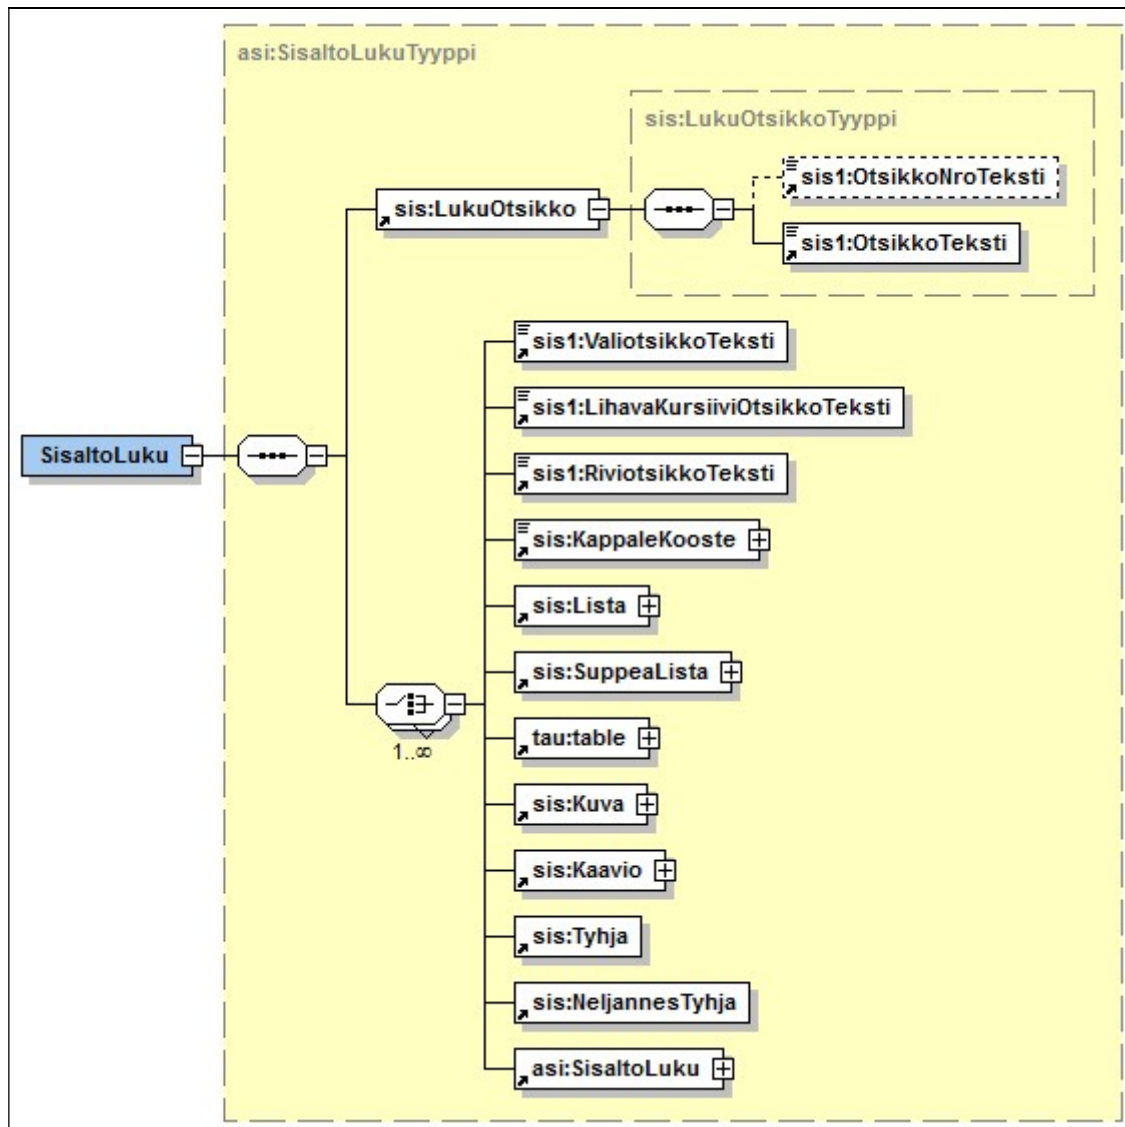 asi:SisaltoLukuTyyppi
sis:LukuOtsikkoTyyppi
sis1:OtsikkoNroTeksti
sis:LukuOtsikko
sis1:OtsikkoTeksti
sis1:ValiotsikkoTeksti
sis1:LihavaKursiiviOtsikkoTeksti
SisaltoLuku
sis1:RiviotsikkoTeksti
sis:KappaleKooste
sis:Lista
sis:SuppeaLista
tau:table
1..∞
sis:Kuva
sis:Kaavio
sis:Tyhja
sis:NeljannesTyhja
asi:SisaltoLuku